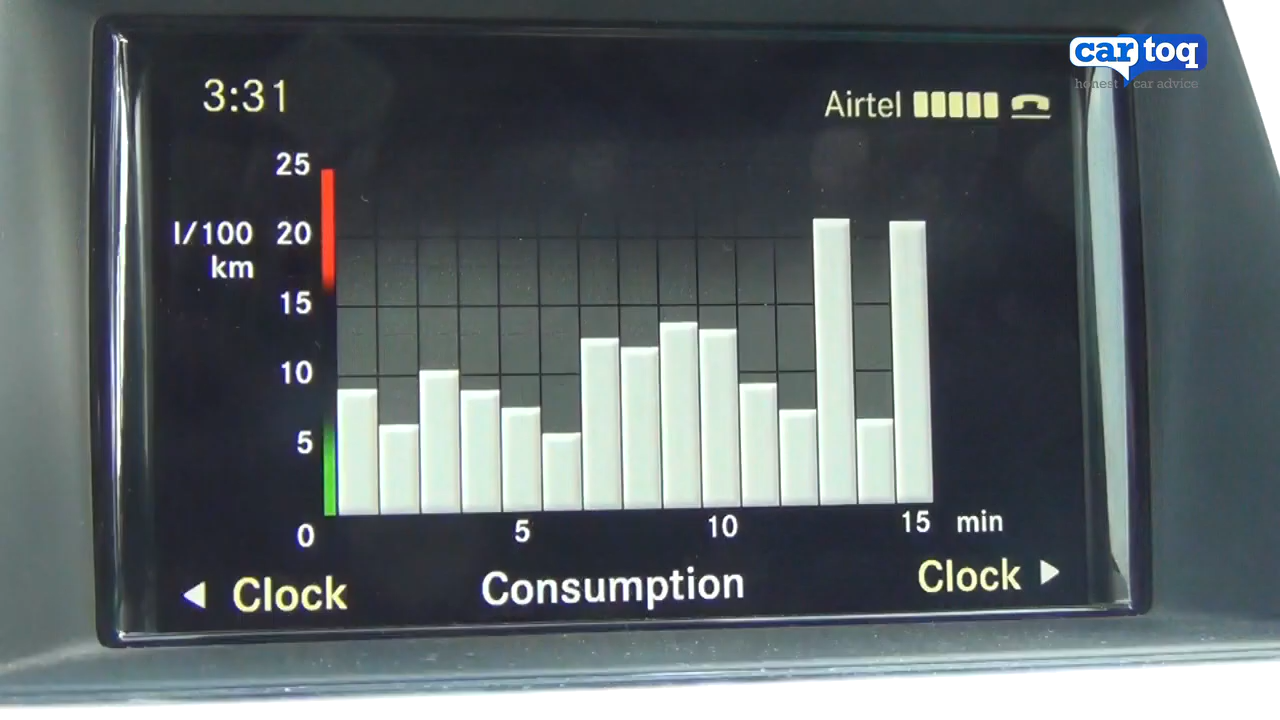 cartoq
honest car advice
3:31
Airtel
25
l/100 20
km
15
10
5
0
5 10 15 min
Clock Consumption Clock